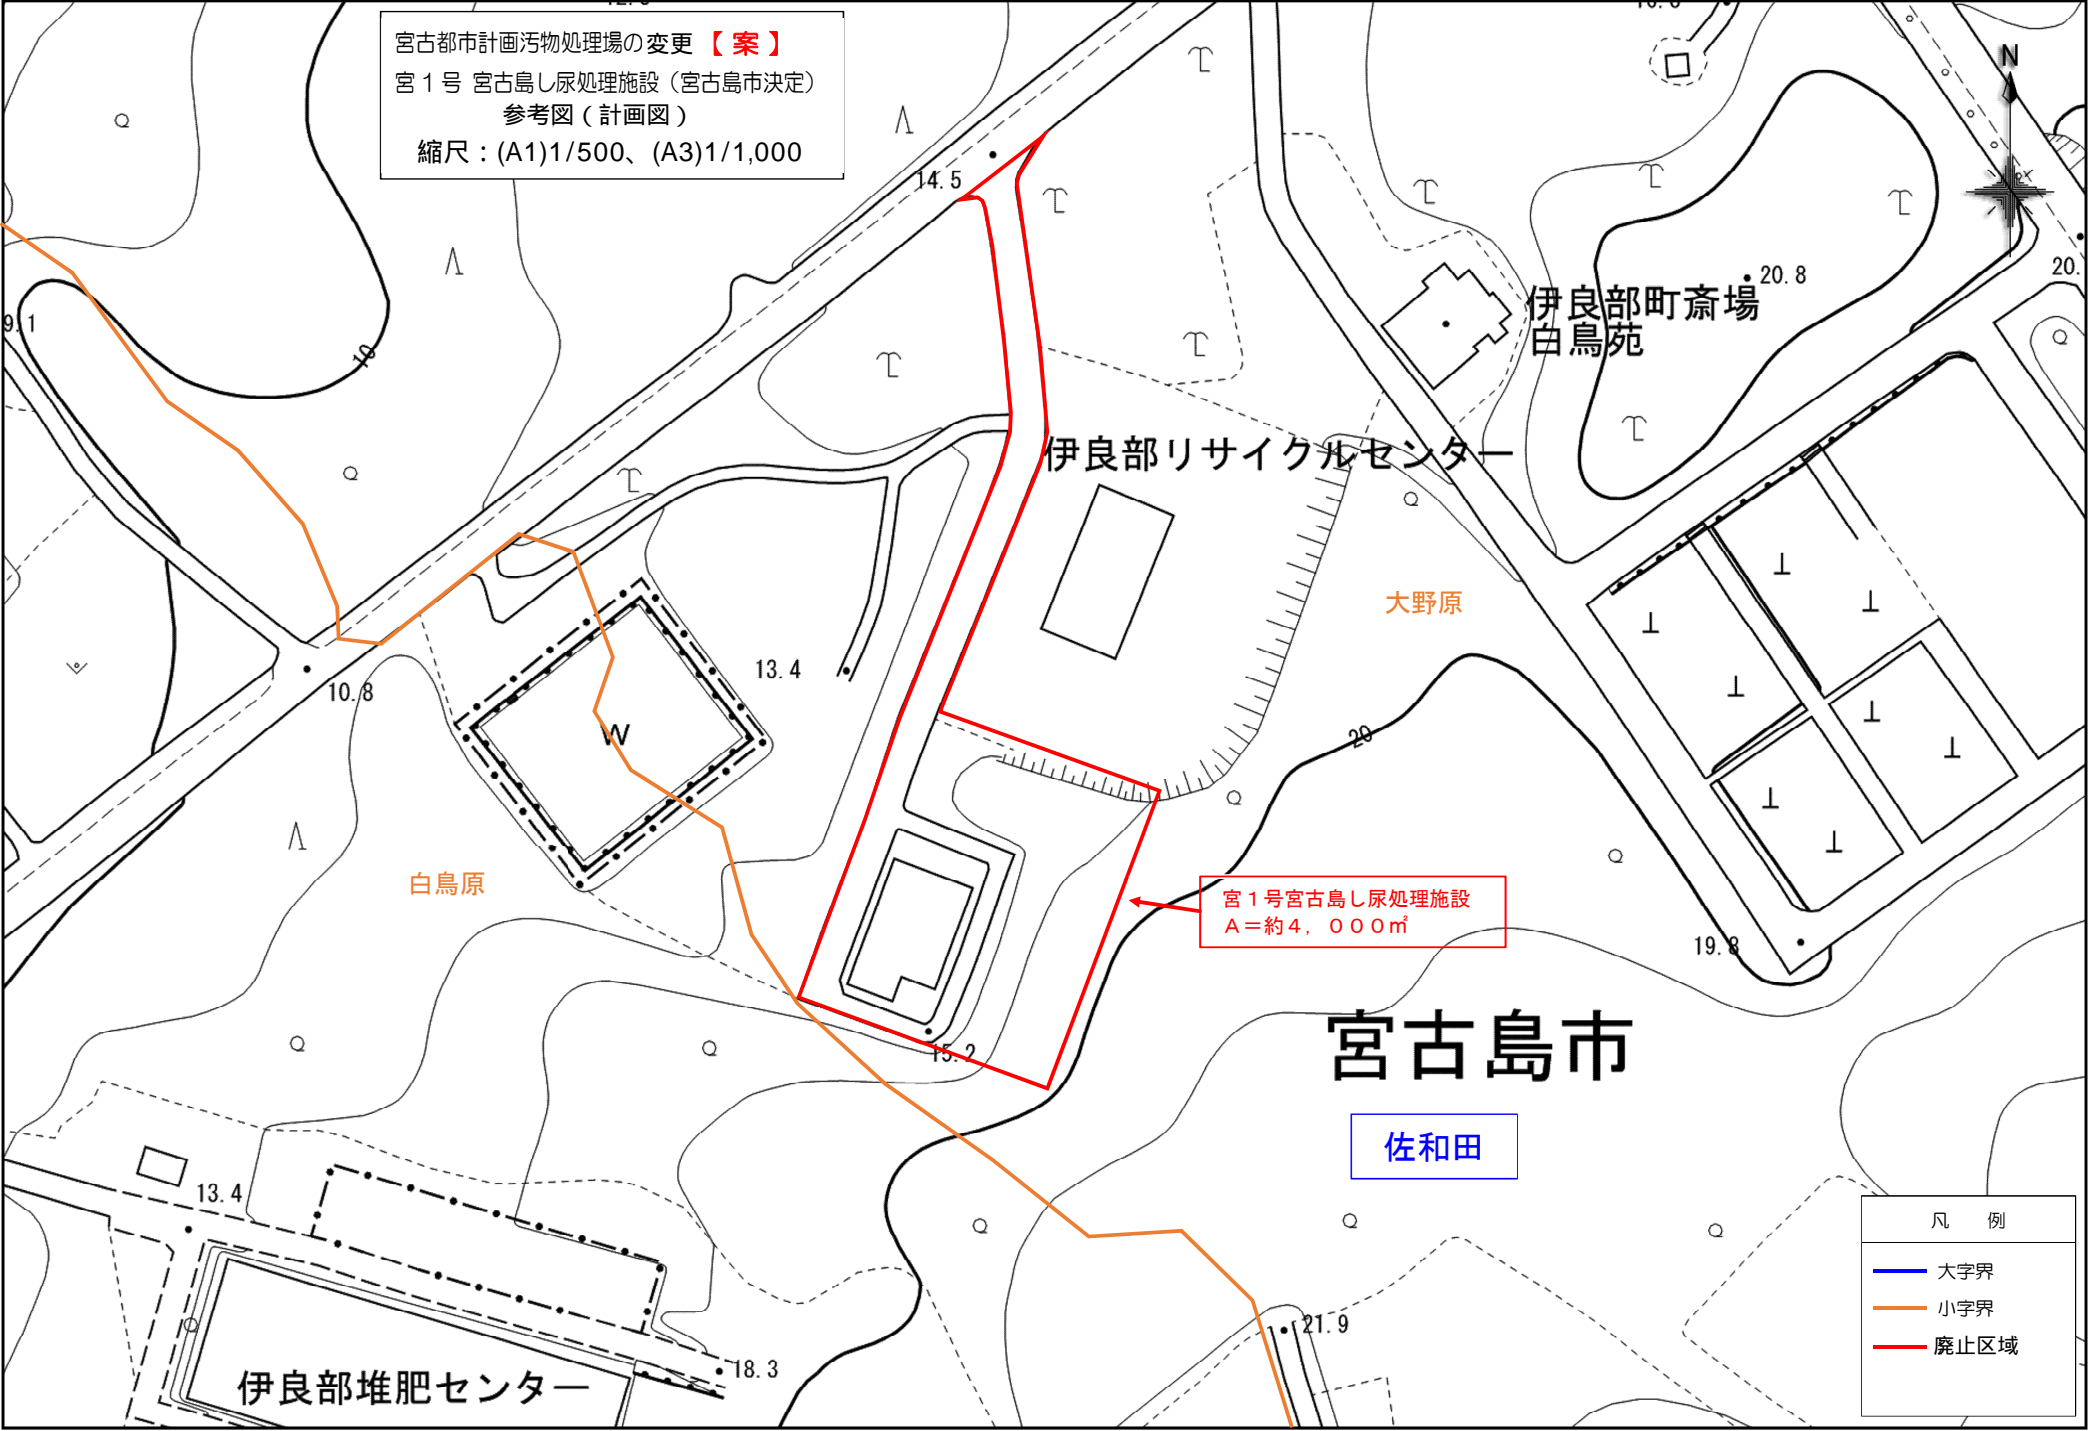 宮古都市計画汚物処理場の変更【案】
宮１号 宮古島し尿処理施設（宮古島市決定）
参考図（計画図）
縮尺：(A1)1/500、(A3)1/1,000
N
14.5
20.8
20.
伊良部町斎場
白鳥苑
9.1
10
伊良部リサイクルセンター
大野原
13.4
10.8
W
20
白鳥原
宮１号宮古島し尿処理施設
Ａ＝約４，０００㎡
19.8
15.2
宮古島市
佐和田
13.4
凡 例
大字界
小字界
廃止区域
21.9
18.3
伊良部堆肥センター